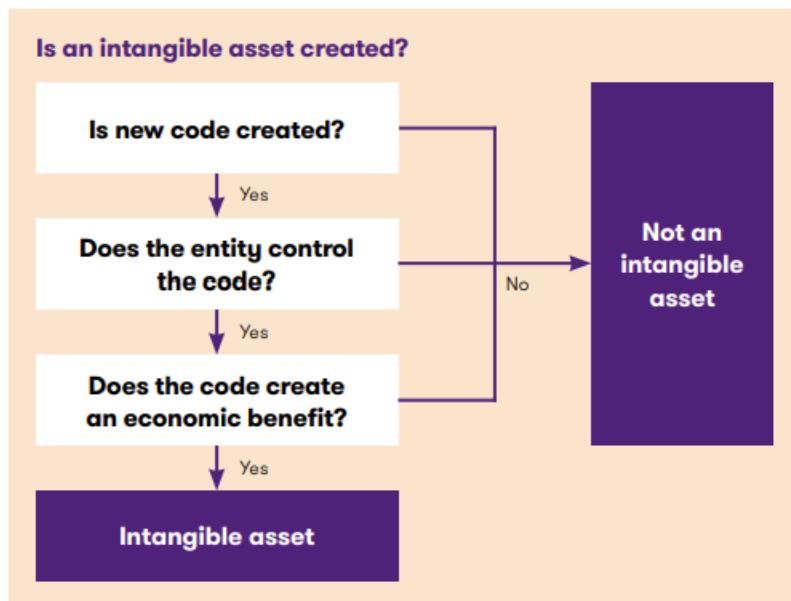 Is an intangible asset created?
Is new code created?
Yes
Does the entity control
the code?
Yes
Does the code create
an economic benefit?
Yes
Intangible asset
No
Not an
intangible
asset